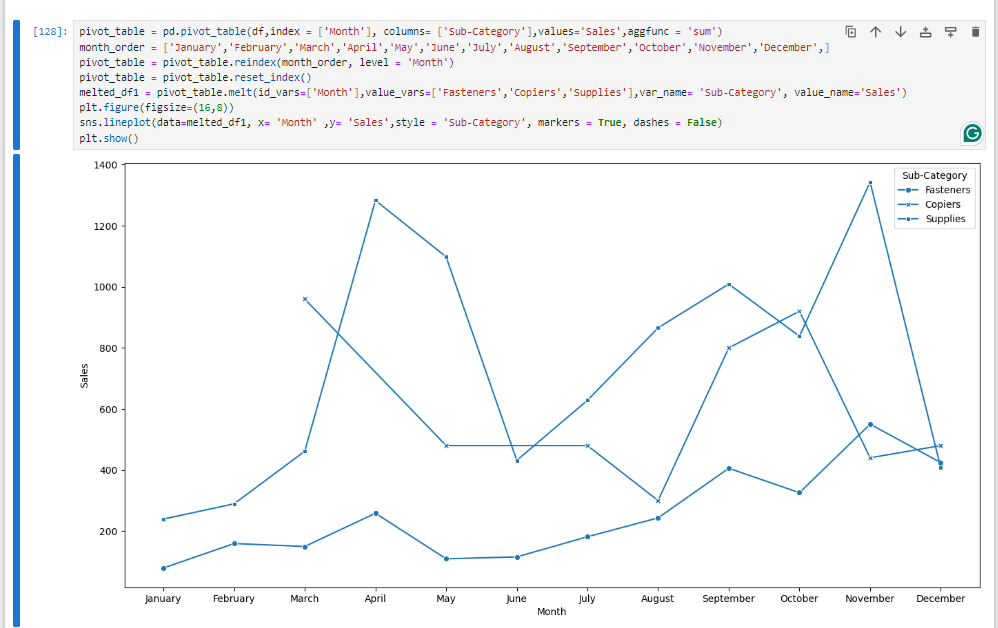 [128]: pivot_table = pd.pivot_table(df,index = ['Month'], columns= ['Sub-Category'],values='Sales',aggfunc = 'sum')
month_order = ['January','February','March','April','May','June','July','August','September','October','November','December',]
pivot_table = pivot_table.reindex(month_order, level = 'Month')
pivot_table = pivot_table.reset_index()
melted_df1 = pivot_table.melt(id_vars=['Month'],value_vars=['Fasteners','Copiers','Supplies'],var_name= 'Sub-Category', value_name='Sales')
plt.figure(figsize=(16,8))
sns.lineplot(data=melted_df1, x= 'Month' ,y= 'Sales',style = 'Sub-Category', markers = True, dashes = False)
plt.show()
1400
1200
1000
800
600
400
200
Sales
Sub-Category
Fasteners
Copiers
Supplies
January February March April May June July August September October November December
Month